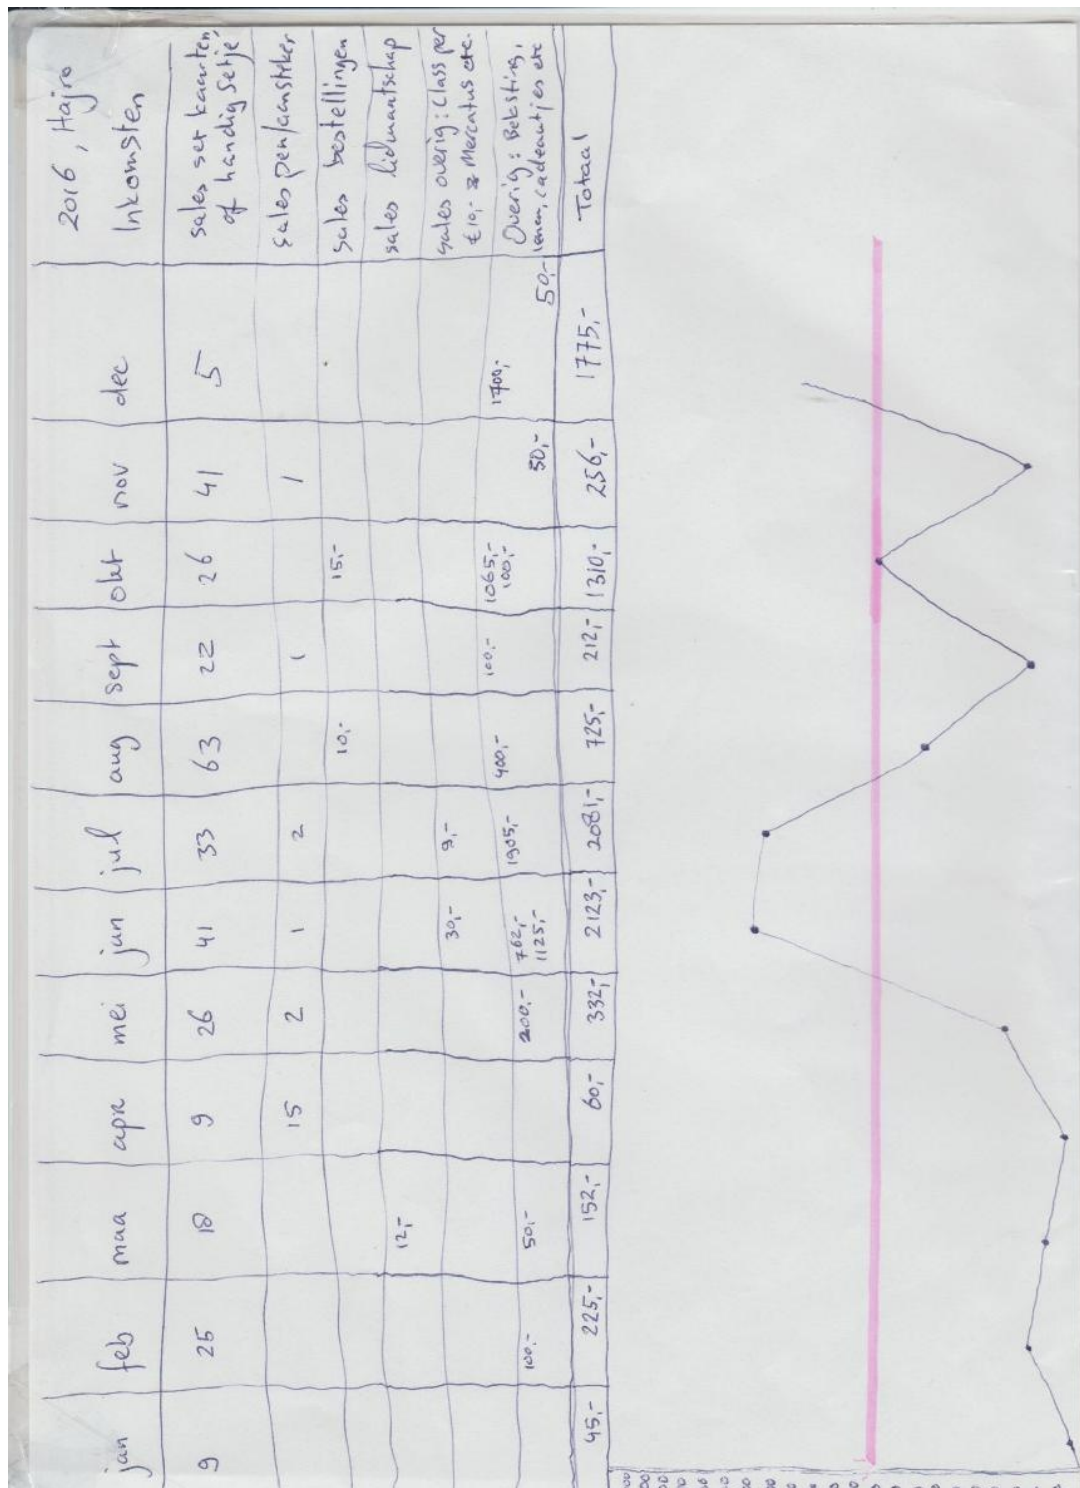 2016, Hajro
Inkomsten
jan feb maa apr mei jun jul aug sept okt nov dec
9 25 18 9 26 41 33 63 22 26 41 5 sales set kaarten,
of handig setje
15 2 1 2 1 1 sales pen/aansteker
10,- 15,- sales bestellingen
12,- sales lidmaatschap
30,- 9,- sales overig: Class per
€10,- Mercatus etc.
100,- 50,- 200,- 762,- 1905,- 400,- 100,- 1065,- 50,- 1700,- 50,- Overig: Belasting,
1125,- 100,- lenen, cadeautjes etc
45,- 225,- 152,- 60,- 332,- 2123,- 2081,- 725,- 212,- 1310,- 256,- 1775,- Totaal